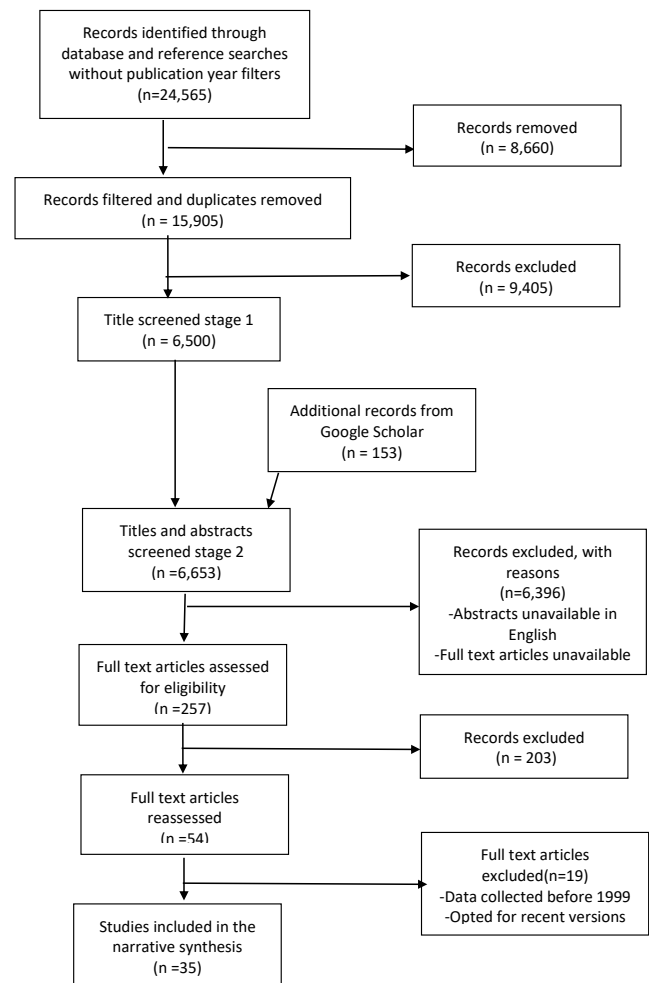 Records identified through
database and reference searches
without publication year filters
(n=24,565)
Records removed
(n = 8,660)
Records filtered and duplicates removed
(n = 15,905)
Records excluded
(n = 9,405)
Title screened stage 1
(n = 6,500)
Additional records from
Google Scholar
(n = 153)
Titles and abstracts
screened stage 2
(n =6,653)
Records excluded, with
reasons
(n=6,396)
-Abstracts unavailable in
English
-Full text articles unavailable
Full text articles assessed
for eligibility
(n =257)
Records excluded
(n = 203)
Full text articles
reassessed
(n =54)
Full text articles
excluded(n=19)
-Data collected before 1999
-Opted for recent versions
Studies included in the
narrative synthesis
(n =35)